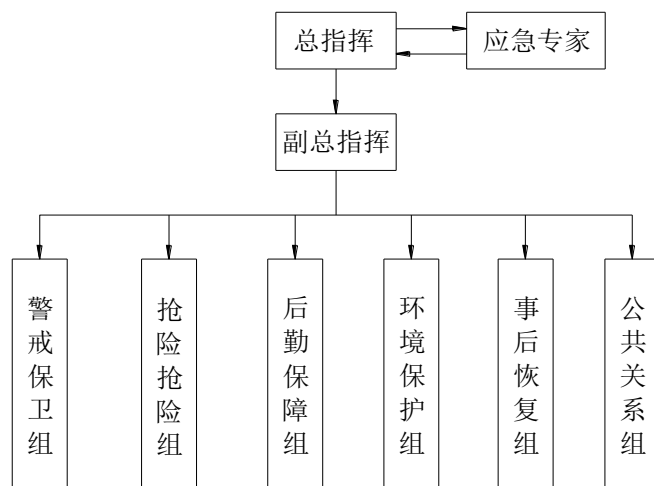 总指挥
应急专家
副总指挥
警戒保卫组
抢险抢险组
后勤保障组
环境保护组
事后恢复组
公共关系组